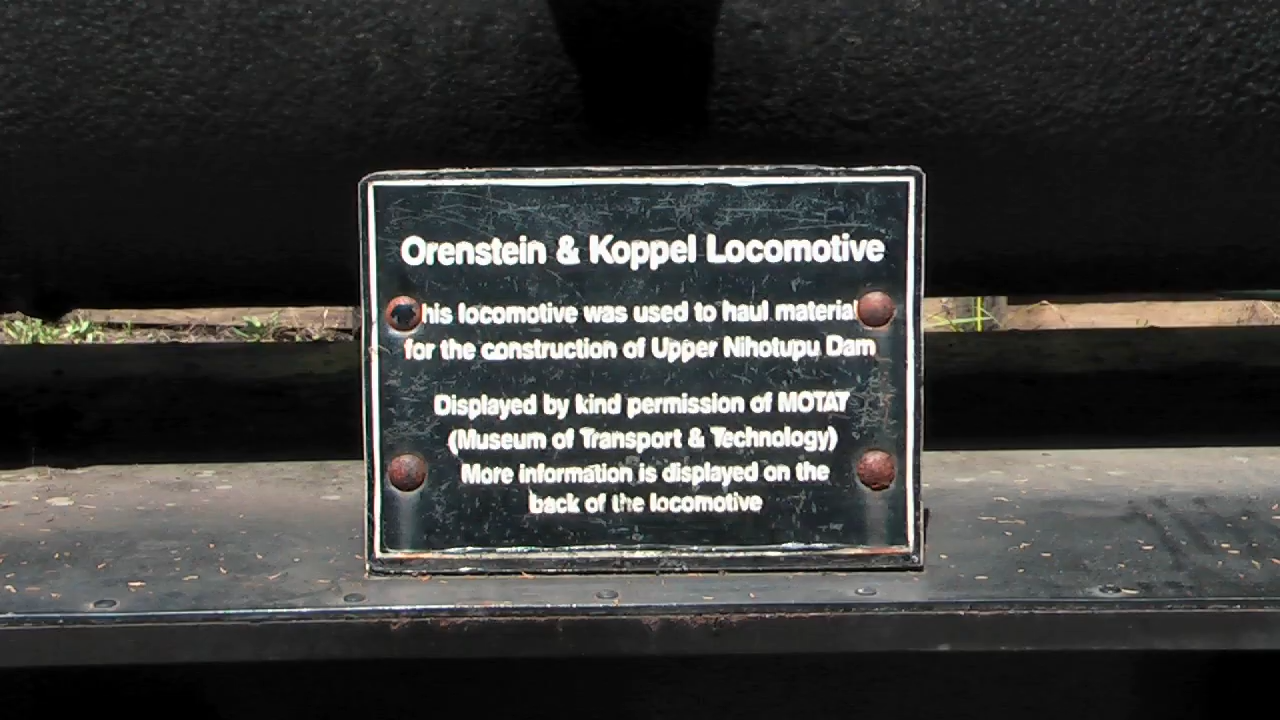 Orenstein & Koppel Locomotive
his locomotive was used to haul material
for the construction of Upper Nihotupu Dam
Displayed by kind permission of MOTAT
(Museum of Transport & Technology)
More information is displayed on the
back of the locomotive